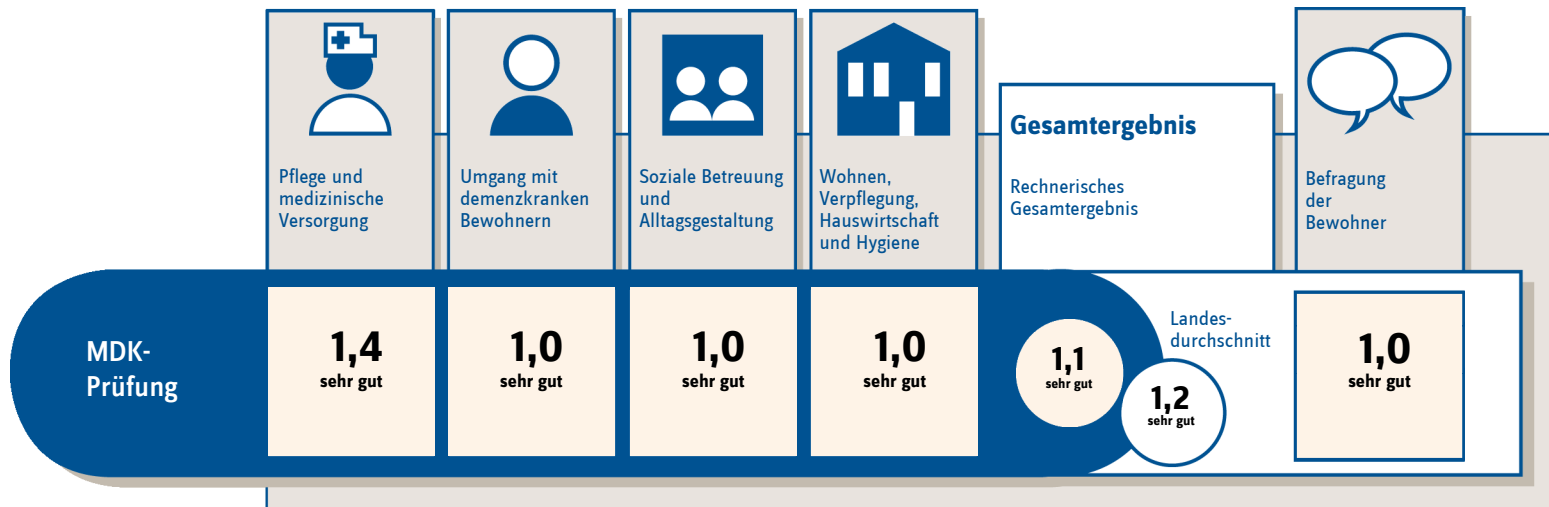 Pflege und
medizinische
Versorgung
Umgang mit
demenzkranken
Bewohnern
Soziale Betreuung
und
Alltagsgestaltung
Wohnen,
Verpflegung,
Hauswirtschaft
und Hygiene
Gesamtergebnis
Rechnerisches
Gesamtergebnis
Befragung
der
Bewohner
MDK-
Prüfung
1,4
sehr gut
1,0
sehr gut
1,0
sehr gut
1,0
sehr gut
1,1
sehr gut
Landes-
durchschnitt
1,2
sehr gut
1,0
sehr gut